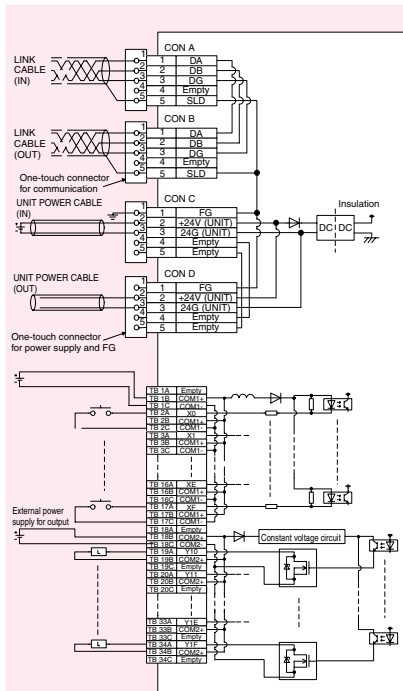 CON A
LINK
CABLE
(IN)
1
2
3
4
5
1 DA
2 DB
3 DG
4 Empty
5 SLD
CON B
LINK
CABLE
(OUT)
1
2
3
4
5
1 DA
2 DB
3 DG
4 Empty
5 SLD
One-touch connector
for communication
CON C
UNIT POWER CABLE
(IN)
1
2
3
4
5
1 FG
2 +24V (UNIT)
3 24G (UNIT)
4 Empty
5 Empty
Insulation
DC DC
CON D
UNIT POWER CABLE
(OUT)
1
2
3
4
5
1 FG
2 +24V (UNIT)
3 24G (UNIT)
4 Empty
5 Empty
One-touch connector
for power supply and FG
TB 1A Empty
TB 1B COM1+
TB 1C COM1-
TB 2A X0
TB 2B COM1+
TB 2C COM1-
TB 3A X1
TB 3B COM1+
TB 3C COM1-
TB 16A XE
TB 16B COM1+
TB 16C COM1-
TB 17A XF
TB 17B COM1+
TB 17C COM1-
External power
supply for output
TB 18A Empty
TB 18B COM2+
TB 18C COM2-
TB 19A Y10
TB 19B COM2+
TB 19C Empty
TB 20A Y11
TB 20B COM2+
TB 20C Empty
L
Constant voltage circuit
TB 33A Y1E
TB 33B COM2+
TB 33C Empty
TB 34A Y1F
TB 34B COM2+
TB 34C Empty
L